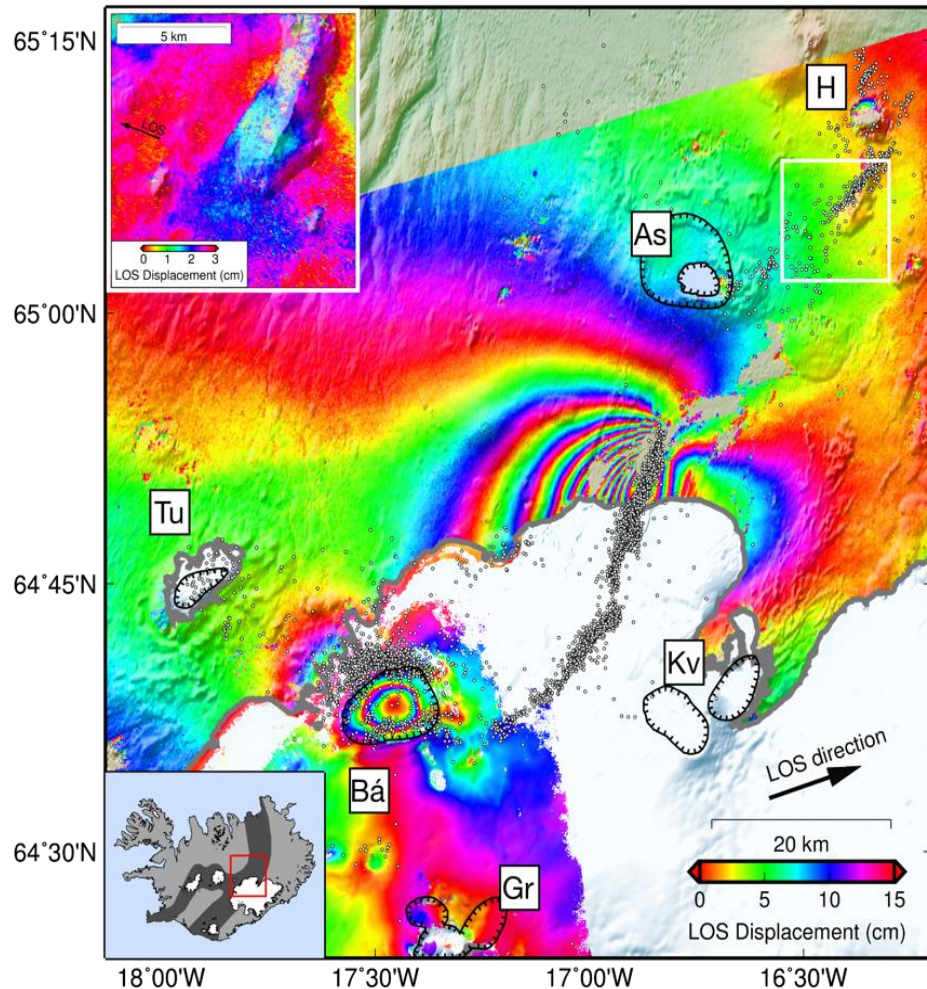 65°15'N
65°00'N
64°45'N
64°30'N
18°00'W
17°30'W
17°00'W
16°30'W
5 km
LOS
0 1 2 3
LOS Displacement (cm)
H
As
Tu
Kv
Bá
Gr
LOS direction
20 km
0 5 10 15
LOS Displacement (cm)